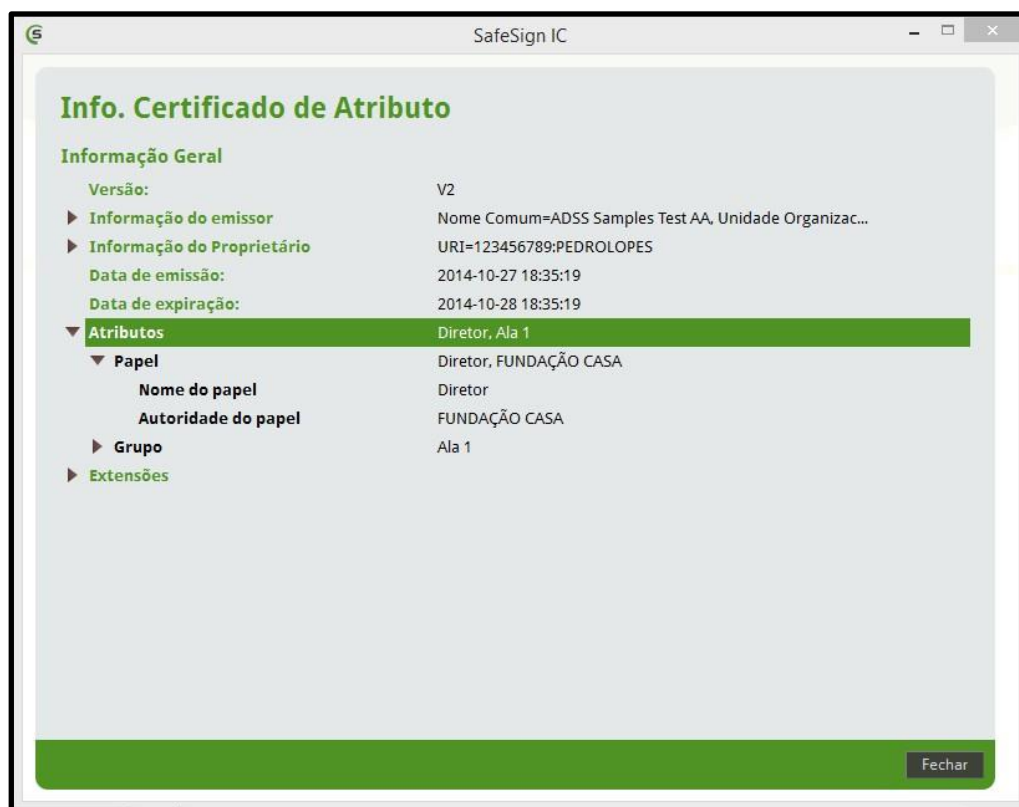 SafeSign IC
Info. Certificado de Atributo
Informação Geral
Versão: V2
Informação do emissor Nome Comum=ADSS Samples Test AA, Unidade Organizac...
Informação do Proprietário URI=123456789:PEDROLOPES
Data de emissão: 2014-10-27 18:35:19
Data de expiração: 2014-10-28 18:35:19
Atributos Diretor, Ala 1
Papel Diretor, FUNDAÇÃO CASA
Nome do papel Diretor
Autoridade do papel FUNDAÇÃO CASA
Grupo Ala 1
Extensões
Fechar